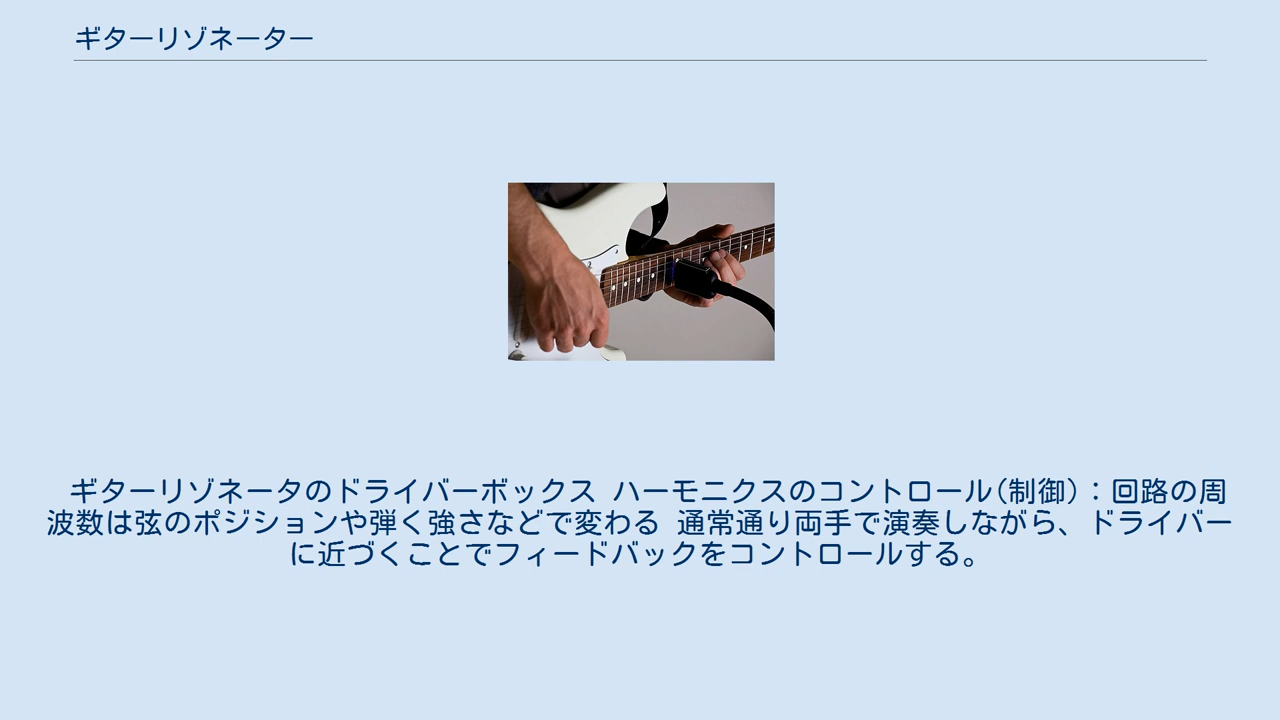 ギターリゾネーター
ギターリゾネータのドライバーボックス ハーモニクスのコントロール(制御)：回路の周
波数は弦のポジションや弾く強さなどで変わる 通常通り両手で演奏しながら、ドライバー
に近づくことでフィードバックをコントロールする。